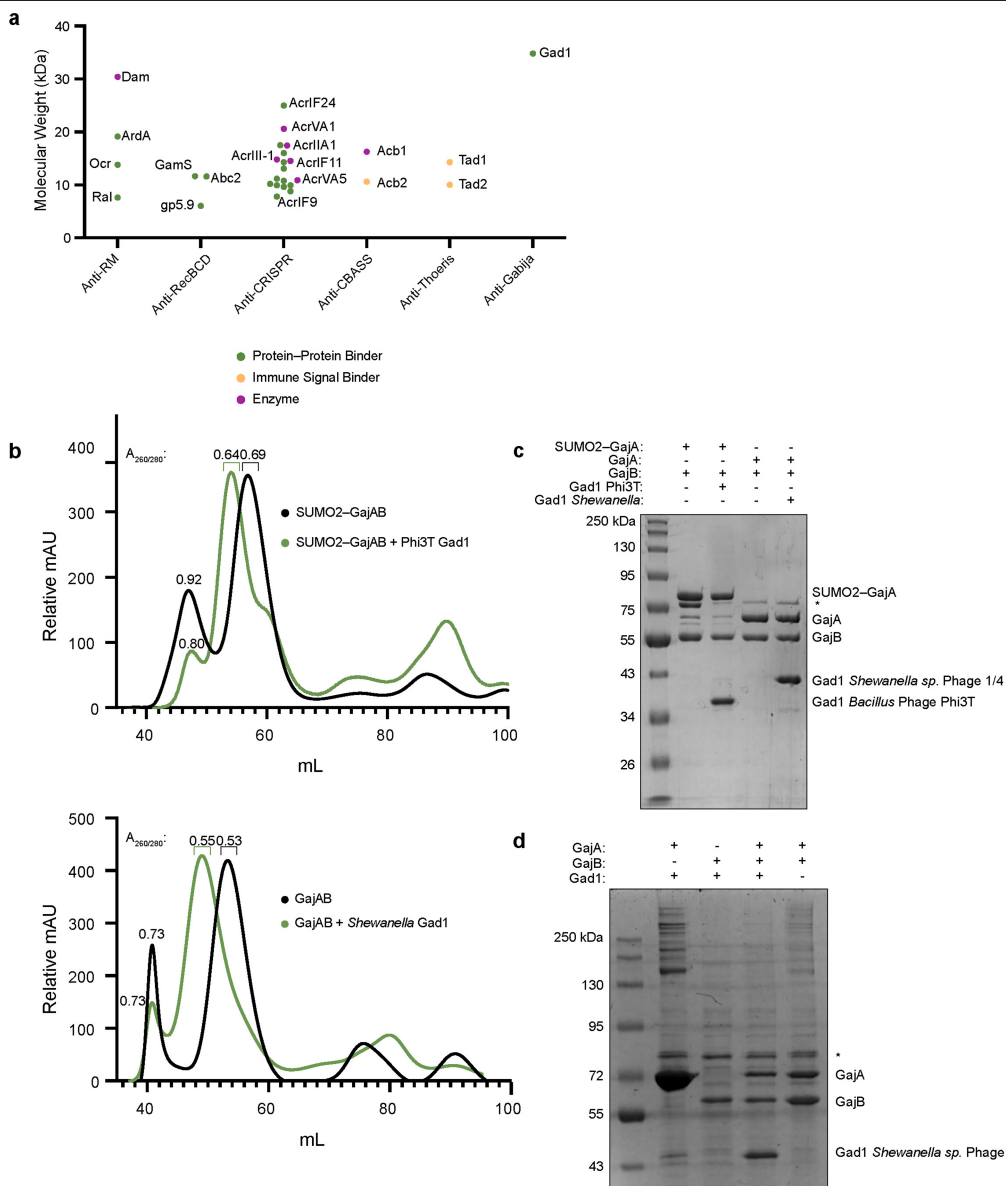 a
Molecular Weight (kDa)
40
30
20
10
0
Dam
ArdA
Ocr
RaI
GamS
Abc2
gp5.9
AcrIF24
AcrVA1
AcrIIA1
AcrIII-1
AcrIF11
AcrVA5
AcrIF9
Acb1
Acb2
Tad1
Tad2
Gad1
Anti-RM
Anti-RecBCD
Anti-CRISPR
Anti-CBASS
Anti-Thoeris
Anti-Gabija
Protein–Protein Binder
Immune Signal Binder
Enzyme
b
A260/280:
0.64 0.69
0.92
0.80
SUMO2–GajAB
SUMO2–GajAB + Phi3T Gad1
Relative mAU
400
300
200
100
0
40 60 80 100
mL
A260/280:
0.55 0.53
0.73
0.73
GajAB
GajAB + Shewanella Gad1
Relative mAU
500
400
300
200
100
0
40 60 80 100
mL
c
SUMO2–GajA: + + - -
GajA: - - + +
GajB: + + + +
Gad1 Phi3T: - + - -
Gad1 Shewanella: - - - +
250 kDa
130
95
75
55
43
34
26
SUMO2–GajA
*
GajA
GajB
Gad1 Shewanella sp. Phage 1/4
Gad1 Bacillus Phage Phi3T
d
GajA: + - + +
GajB: - + + +
Gad1: + + + -
250 kDa
130
95
72
55
43
*
GajA
GajB
Gad1 Shewanella sp. Phage